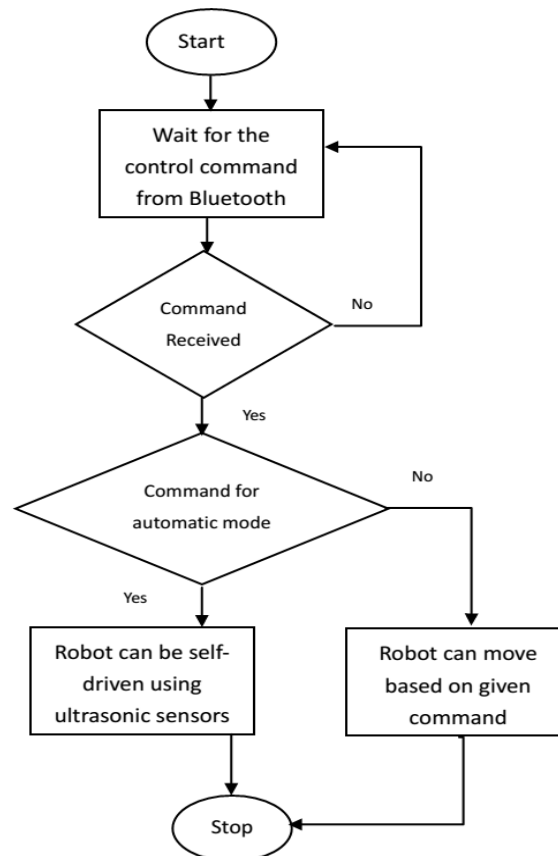 Start
Wait for the
control command
from Bluetooth
Command
Received
No
Yes
Command for
automatic mode
No
Yes
Robot can be self-
driven using
ultrasonic sensors
Robot can move
based on given
command
Stop